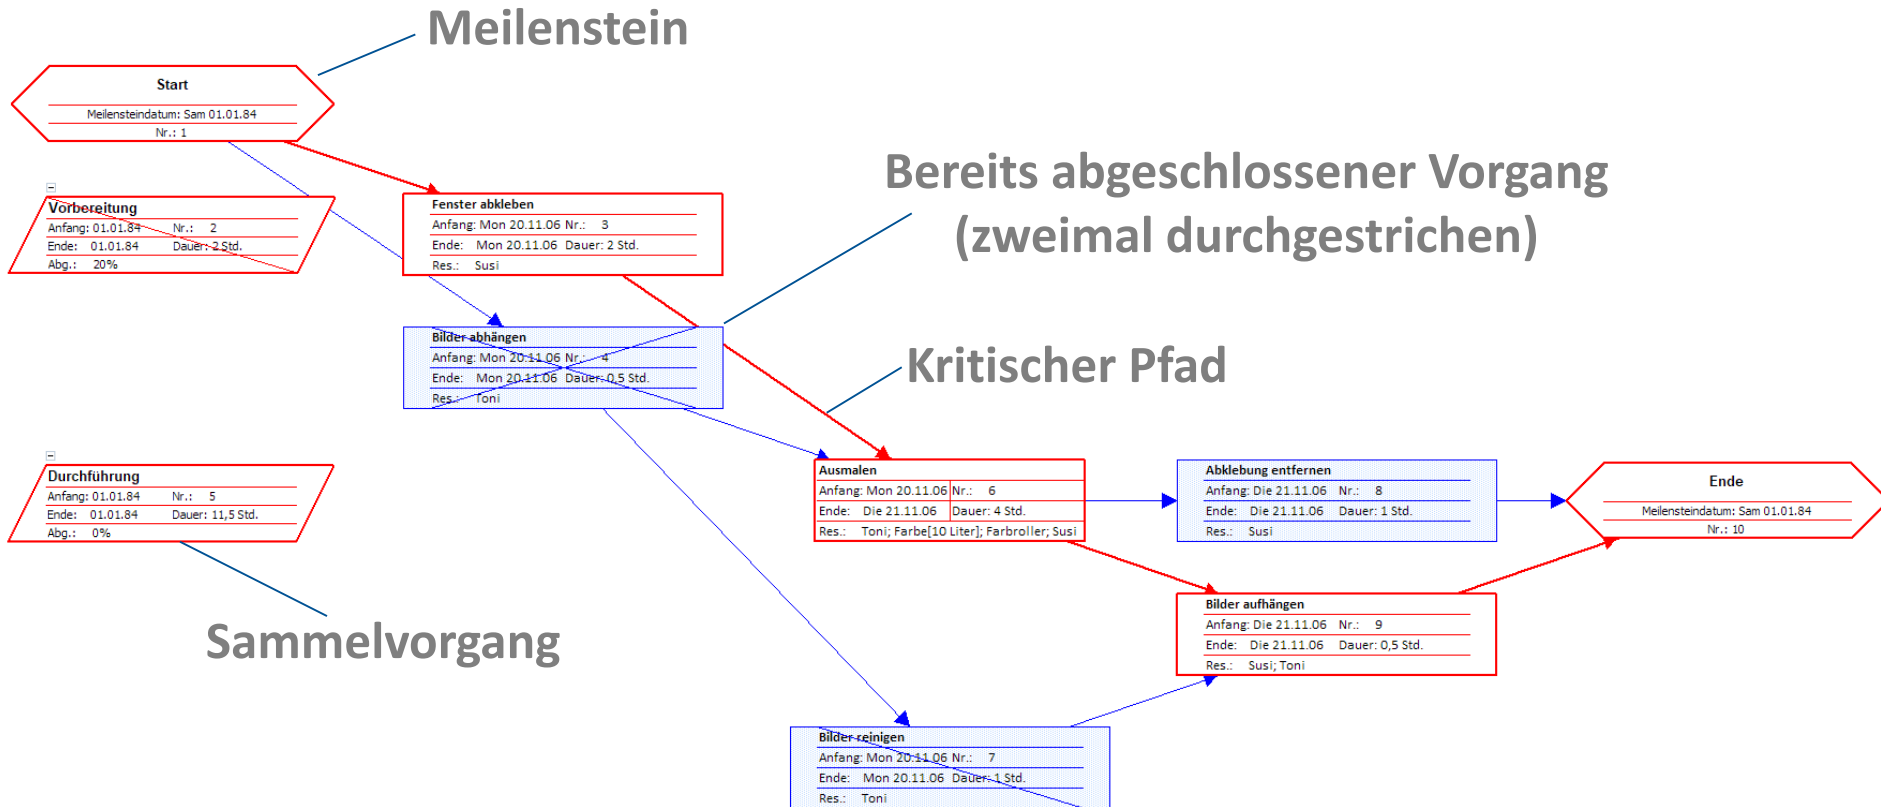 Meilenstein
Start
Meilensteindatum: Sam 01.01.84
Nr.: 1
Bereits abgeschlossener Vorgang
(zweimal durchgestrichen)
Vorbereitung
Anfang: 01.01.84 Nr.: 2
Ende: 01.01.84 Dauer: 2 Std.
Abg.: 20%
Fenster abkleben
Anfang: Mon 20.11.06 Nr.: 3
Ende: Mon 20.11.06 Dauer: 2 Std.
Res.: Susi
Bilder abhängen
Anfang: Mon 20.11.06 Nr.: 4
Ende: Mon 20.11.06 Dauer: 0,5 Std.
Res.: Toni
Kritischer Pfad
Durchführung
Anfang: 01.01.84 Nr.: 5
Ende: 01.01.84 Dauer: 11,5 Std.
Abg.: 0%
Ausmalen
Anfang: Mon 20.11.06 Nr.: 6
Ende: Die 21.11.06 Dauer: 4 Std.
Res.: Toni; Farbe[10 Liter]; Farbroller; Susi
Abklebung entfernen
Anfang: Die 21.11.06 Nr.: 8
Ende: Die 21.11.06 Dauer: 1 Std.
Res.: Susi
Ende
Meilensteindatum: Sam 01.01.84
Nr.: 10
Sammelvorgang
Bilder aufhängen
Anfang: Die 21.11.06 Nr.: 9
Ende: Die 21.11.06 Dauer: 0,5 Std.
Res.: Susi; Toni
Bilder reinigen
Anfang: Mon 20.11.06 Nr.: 7
Ende: Mon 20.11.06 Dauer: 1 Std.
Res.: Toni